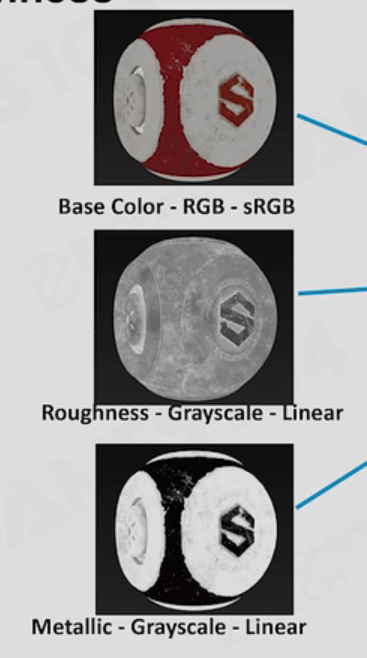 Base Color - RGB - sRGB
Roughness - Grayscale - Linear
Metallic - Grayscale - Linear